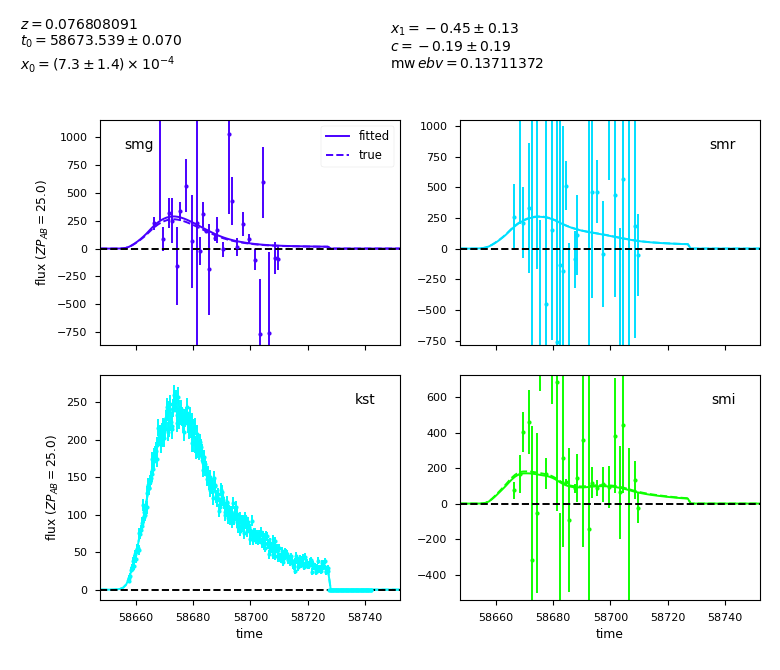 z = 0.076808091
t₀ = 58673.539 ± 0.070
x₀ = (7.3 ± 1.4) × 10⁻⁴
x₁ = −0.45 ± 0.13
c = −0.19 ± 0.19
mw ebv = 0.13711372
smg
fitted
true
1000
750
500
250
0
−250
−500
−750
flux (ZP_AB = 25.0)
smr
1000
750
500
250
0
−250
−500
−750
kst
250
200
150
100
50
0
flux (ZP_AB = 25.0)
58660 58680 58700 58720 58740
time
smi
600
400
200
0
−200
−400
58660 58680 58700 58720 58740
time